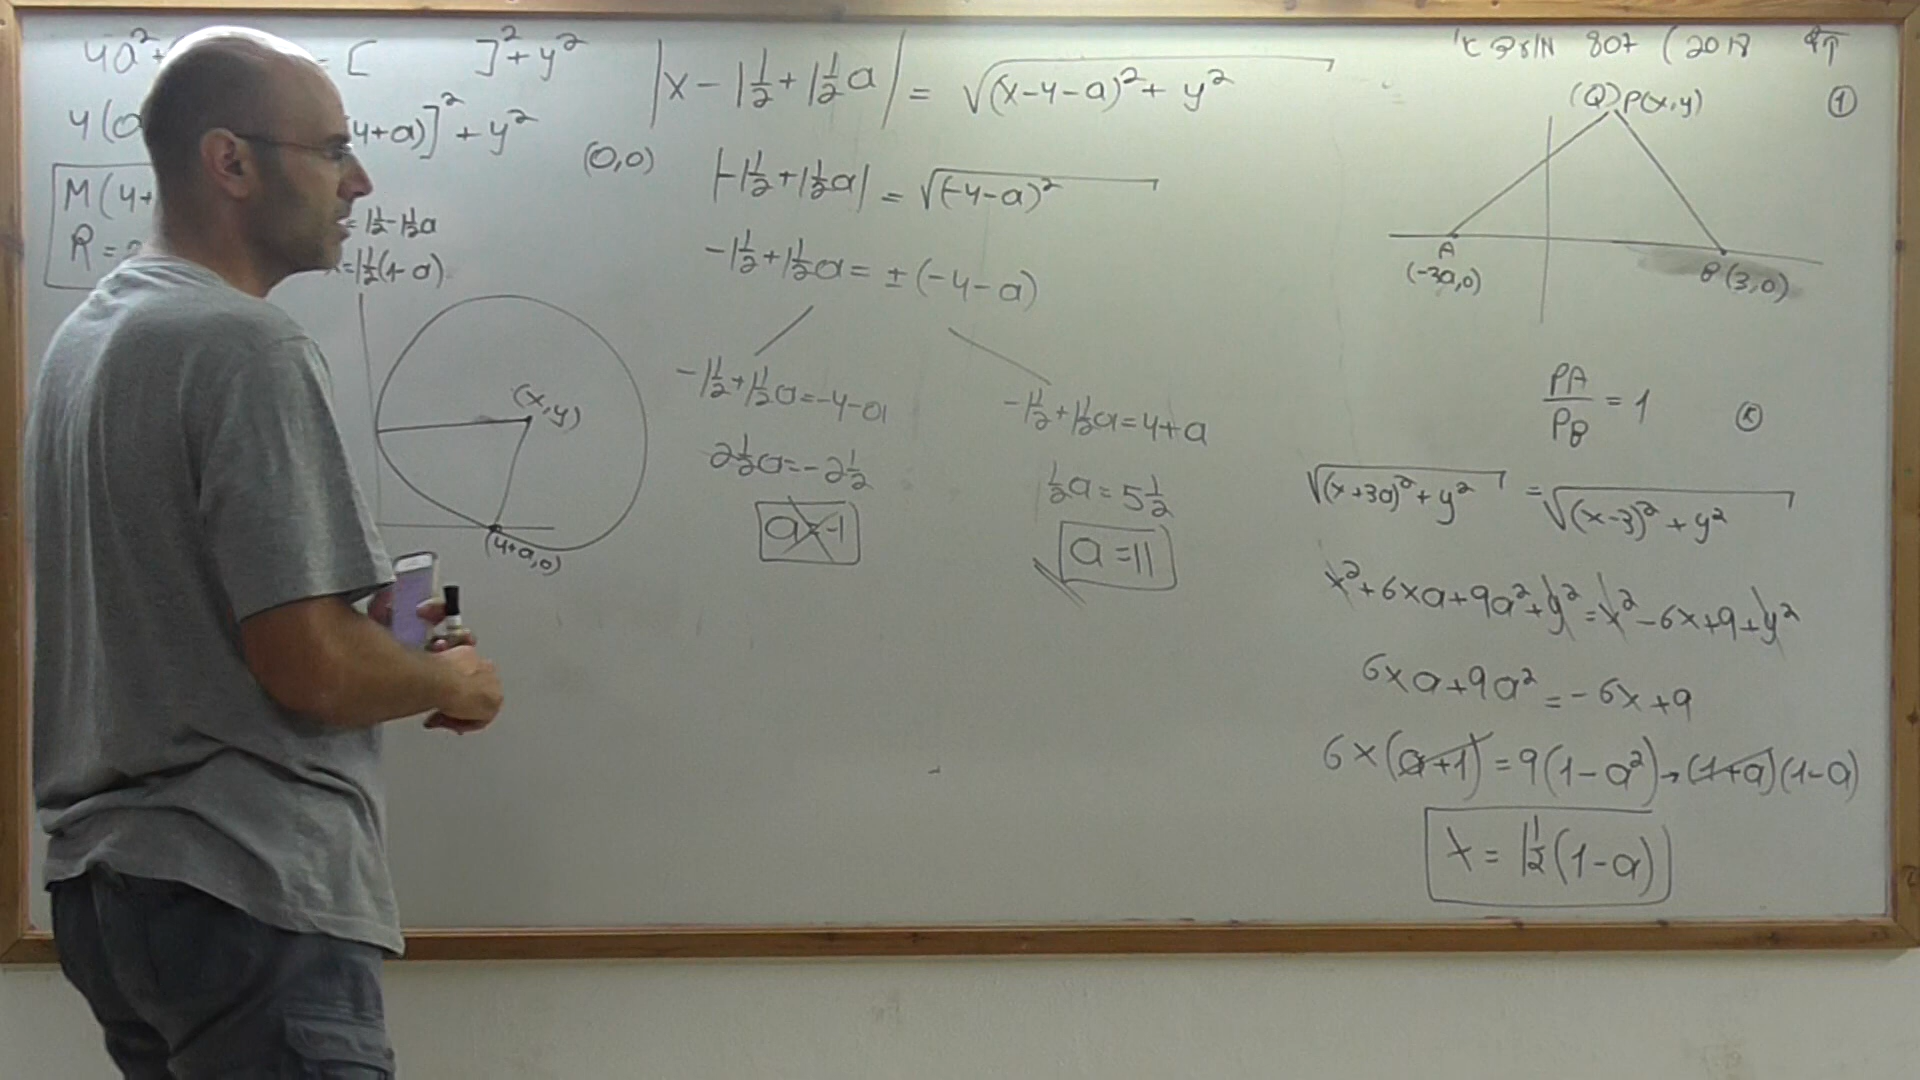 4a²+ = [ ]² + y²
4(a 4+a)]² + y²
M(4+
R =
= 1½-1½a
x=1½(1-a)
(x,y)
(4+a,0)
|x - 1½ + 1½a| = √(x-4-a)² + y²
(0,0)
|-1½+1½a| = √(-4-a)²
-1½+1½a = ± (-4-a)
-1½+1½a=-4-a
2½a=-2½
a=-1
-1½+1½a=4+a
½a = 5½
a=11
807 (2018
①
(Q) P(x,y)
A
(-3a,0)
B(3,0)
PA/PB = 1
√(x+3a)²+y² = √(x-3)²+y²
x²+6xa+9a²+y²=x²-6x+9+y²
6xa+9a²=-6x+9
6x(a+1)=9(1-a²)→(1+a)(1-a)
x = 1½(1-a)